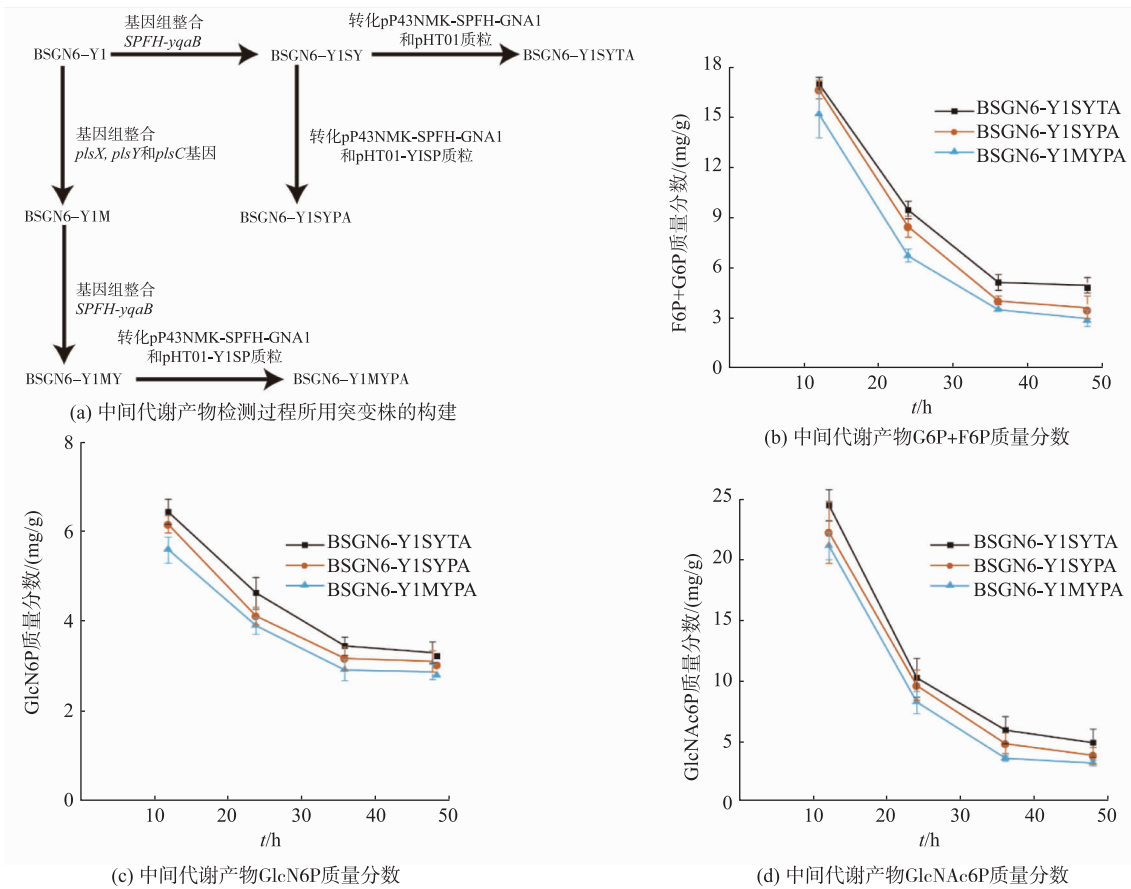 基因组整合
SPFH-yqaB
转化pP43NMK-SPFH-GNA1
和pHT01质粒
BSGN6-Y1
BSGN6-Y1SY
BSGN6-Y1SYTA
基因组整合
plsX, plsY和plsC基因
转化pP43NMK-SPFH-GNA1
和pHT01-YISP质粒
BSGN6-Y1M
BSGN6-Y1SYPA
基因组整合
SPFH-yqaB
转化pP43NMK-SPFH-GNA1
和pHT01-Y1SP质粒
BSGN6-Y1MY
BSGN6-Y1MYPA
(a) 中间代谢产物检测过程所用突变株的构建
F6P+G6P质量分数/(mg/g)
18
15
12
9
6
3
0
BSGN6-Y1SYTA
BSGN6-Y1SYPA
BSGN6-Y1MYPA
10 20 30 40 50
t/h
(b) 中间代谢产物G6P+F6P质量分数
GlcN6P质量分数/(mg/g)
8
6
4
2
0
BSGN6-Y1SYTA
BSGN6-Y1SYPA
BSGN6-Y1MYPA
10 20 30 40 50
t/h
(c) 中间代谢产物GlcN6P质量分数
GlcNAc6P质量分数/(mg/g)
25
20
15
10
5
0
BSGN6-Y1SYTA
BSGN6-Y1SYPA
BSGN6-Y1MYPA
10 20 30 40 50
t/h
(d) 中间代谢产物GlcNAc6P质量分数